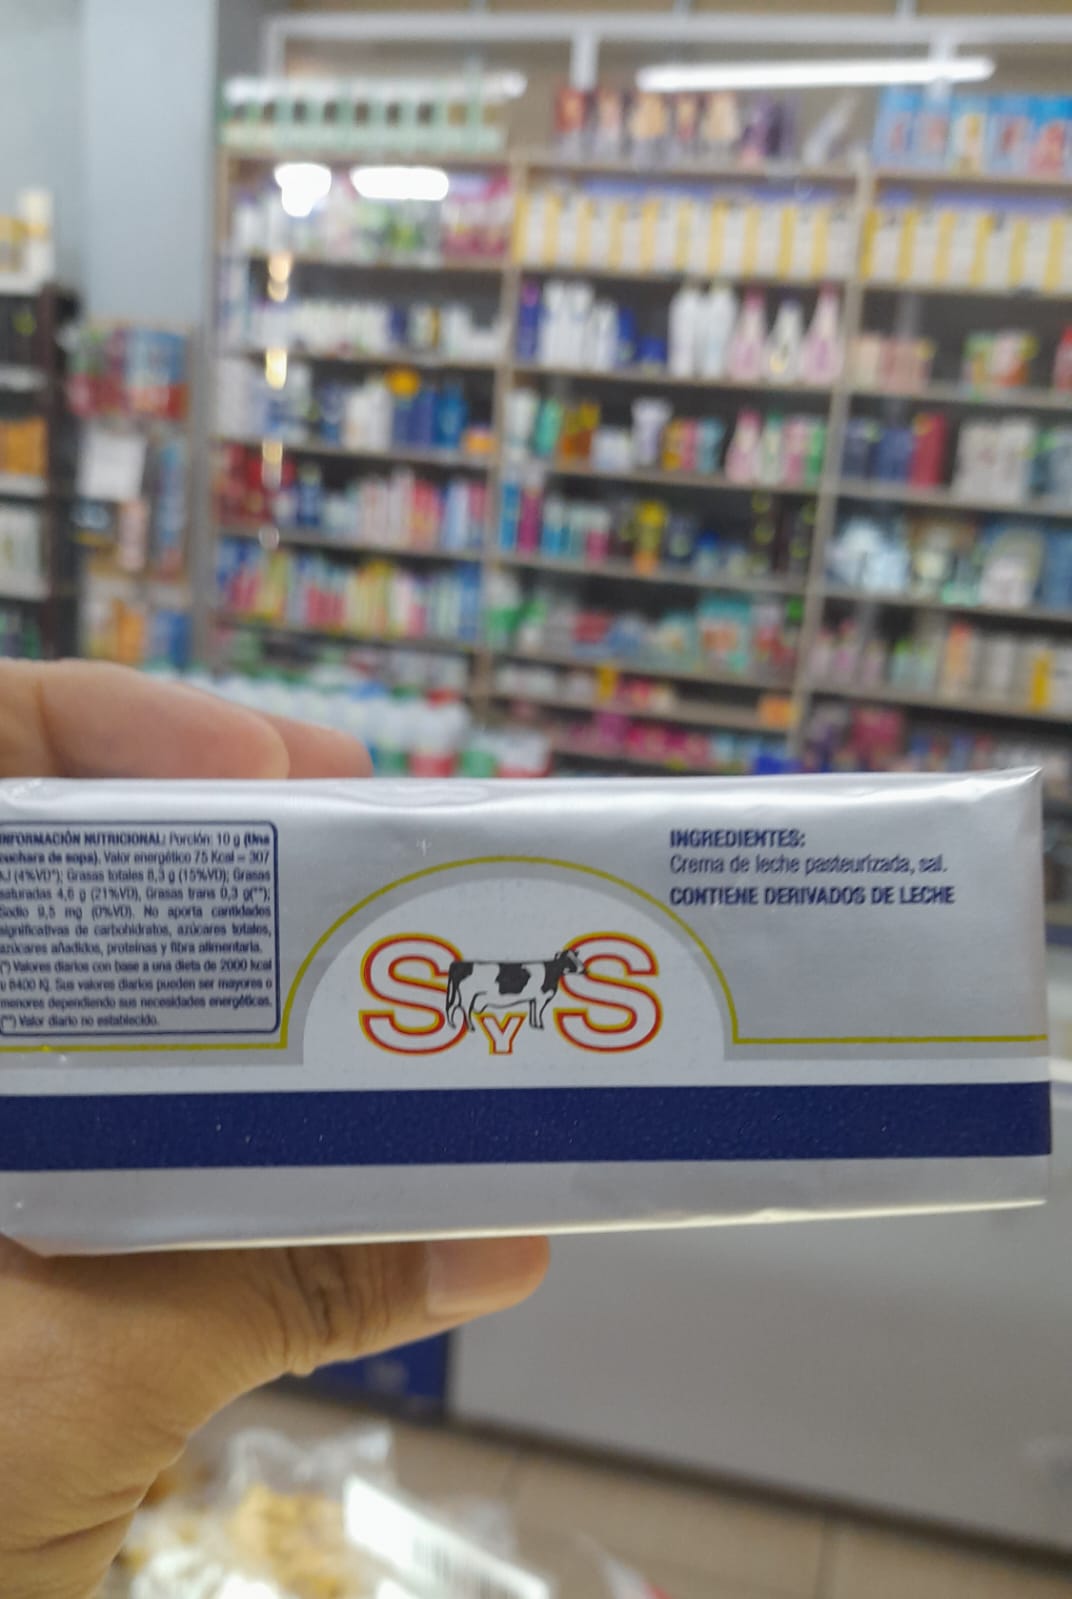 INFORMACIÓN NUTRICIONAL: Porción: 10 g (Una
cuchara de sopa). Valor energético 75 Kcal = 307
kJ (4%VD*); Grasas totales 8,3 g (15%VD); Grasas
saturadas 4,6 g (21%VD), Grasas trans 0,3 g(**);
Sodio 9,5 mg (0%VD). No aporta cantidades
significativas de carbohidratos, azúcares totales,
azúcares añadidos, proteínas y fibra alimentaria.
(*) Valores diarios con base a una dieta de 2000 kcal
u 8400 Kj. Sus valores diarios pueden ser mayores o
menores dependiendo sus necesidades energéticas.
(**) Valor diario no establecido.
SYS
INGREDIENTES:
Crema de leche pasteurizada, sal.
CONTIENE DERIVADOS DE LECHE